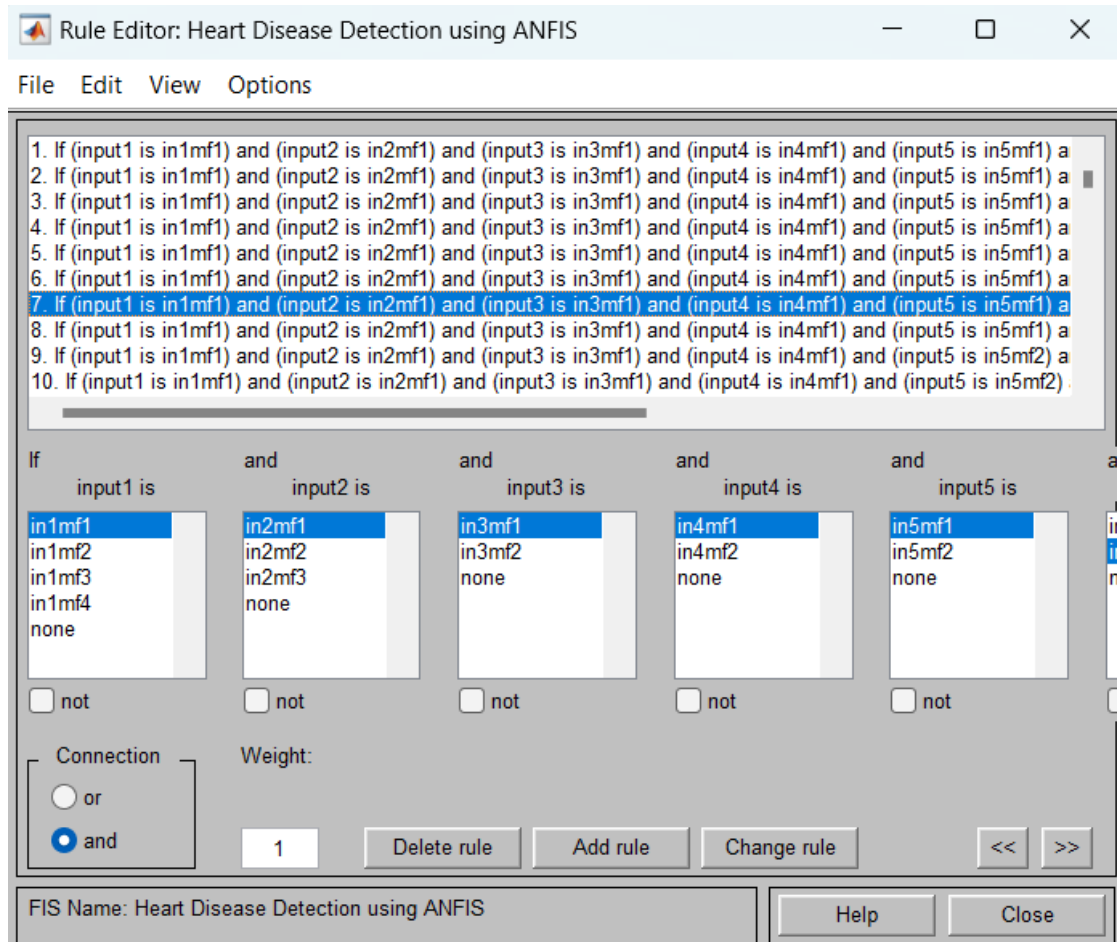 Rule Editor: Heart Disease Detection using ANFIS
File Edit View Options
1. If (input1 is in1mf1) and (input2 is in2mf1) and (input3 is in3mf1) and (input4 is in4mf1) and (input5 is in5mf1) a
2. If (input1 is in1mf1) and (input2 is in2mf1) and (input3 is in3mf1) and (input4 is in4mf1) and (input5 is in5mf1) a
3. If (input1 is in1mf1) and (input2 is in2mf1) and (input3 is in3mf1) and (input4 is in4mf1) and (input5 is in5mf1) a
4. If (input1 is in1mf1) and (input2 is in2mf1) and (input3 is in3mf1) and (input4 is in4mf1) and (input5 is in5mf1) a
5. If (input1 is in1mf1) and (input2 is in2mf1) and (input3 is in3mf1) and (input4 is in4mf1) and (input5 is in5mf1) a
6. If (input1 is in1mf1) and (input2 is in2mf1) and (input3 is in3mf1) and (input4 is in4mf1) and (input5 is in5mf1) a
7. If (input1 is in1mf1) and (input2 is in2mf1) and (input3 is in3mf1) and (input4 is in4mf1) and (input5 is in5mf1) a
8. If (input1 is in1mf1) and (input2 is in2mf1) and (input3 is in3mf1) and (input4 is in4mf1) and (input5 is in5mf1) a
9. If (input1 is in1mf1) and (input2 is in2mf1) and (input3 is in3mf1) and (input4 is in4mf1) and (input5 is in5mf2) a
10. If (input1 is in1mf1) and (input2 is in2mf1) and (input3 is in3mf1) and (input4 is in4mf1) and (input5 is in5mf2)
If and and and and a
input1 is input2 is input3 is input4 is input5 is
in1mf1 in2mf1 in3mf1 in4mf1 in5mf1
in1mf2 in2mf2 in3mf2 in4mf2 in5mf2
in1mf3 in2mf3 none none none
in1mf4 none
none
not not not not not
Connection Weight:
or
and 1 Delete rule Add rule Change rule << >>
FIS Name: Heart Disease Detection using ANFIS Help Close